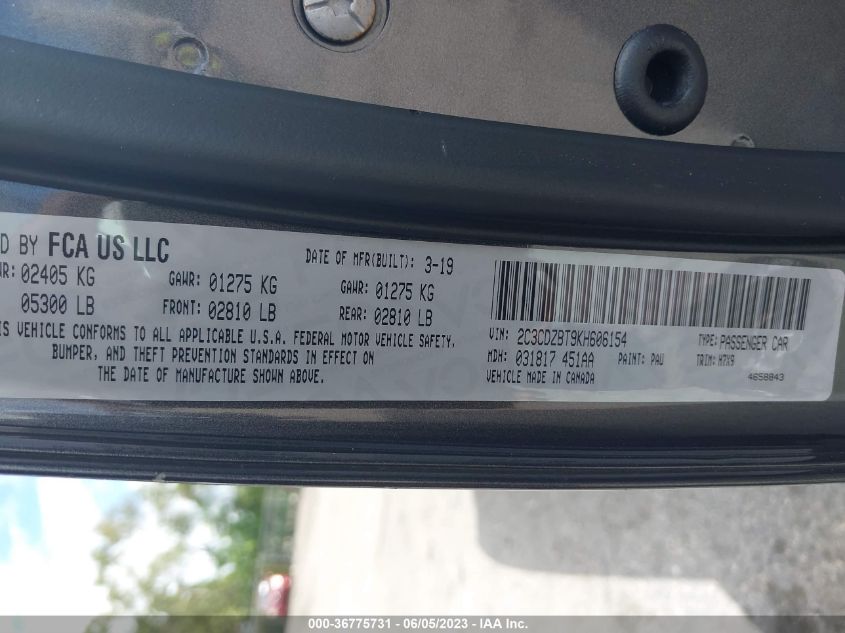 D BY FCA US LLC
DATE OF MFR(BUILT): 3-19
WR: 02405 KG
GAWR: 01275 KG
GAWR: 01275 KG
05300 LB
FRONT: 02810 LB
REAR: 02810 LB
IS VEHICLE CONFORMS TO ALL APPLICABLE U.S.A. FEDERAL MOTOR VEHICLE SAFETY,
BUMPER, AND THEFT PREVENTION STANDARDS IN EFFECT ON
THE DATE OF MANUFACTURE SHOWN ABOVE.
VIN: 2C3CDZBT9KH606154
TYPE: PASSENGER CAR
MDH: 031817 451AA
PAINT: PAU
TRIM: H7X9
VEHICLE MADE IN CANADA
4658843
000-36775731 - 06/05/2023 - IAA Inc.